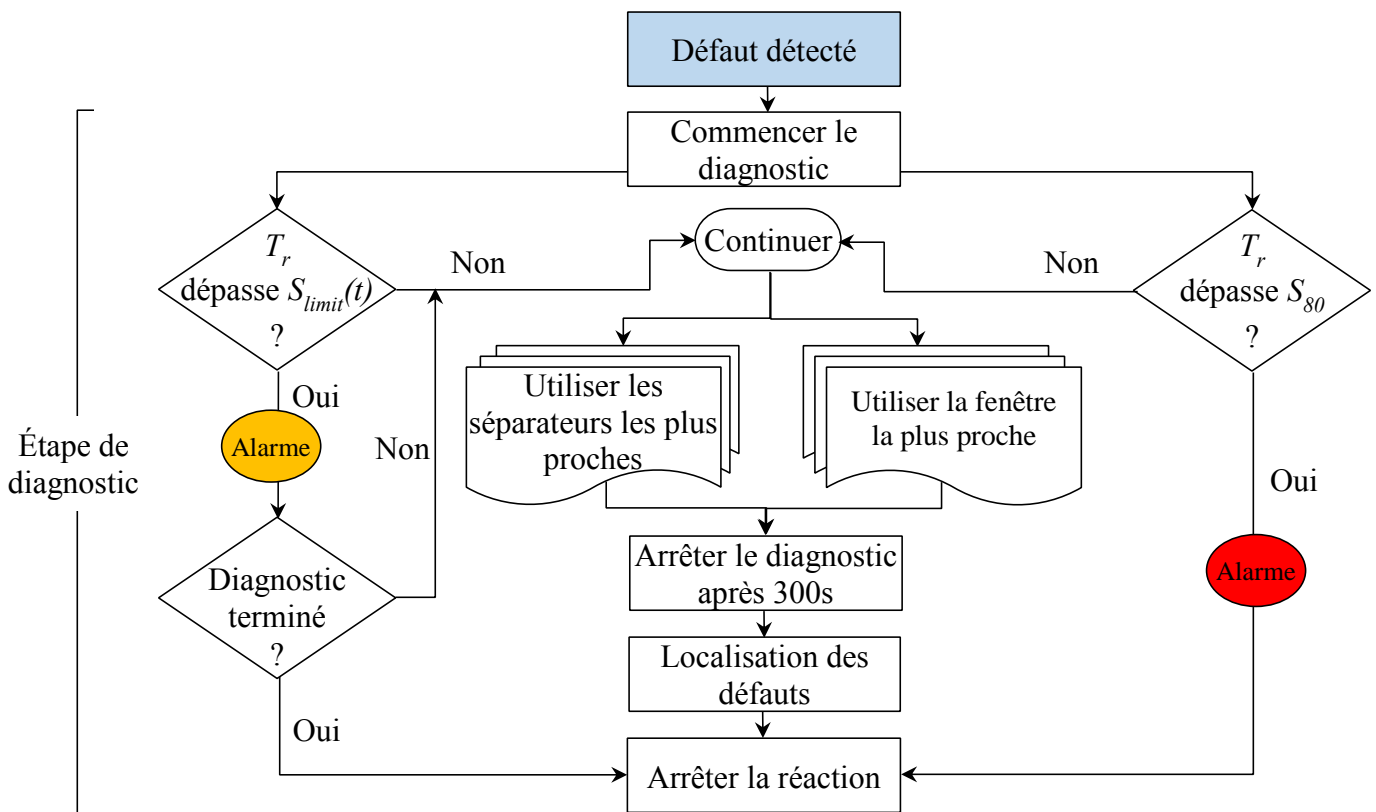 Défaut détecté
Commencer le
diagnostic
T_r
dépasse S_limit(t)
?
Non
Continuer
Non
T_r
dépasse S_80
?
Oui
Alarme
Non
Utiliser les
séparateurs les plus
proches
Utiliser la fenêtre
la plus proche
Étape de
diagnostic
Oui
Alarme
Diagnostic
terminé
?
Arrêter le diagnostic
après 300s
Localisation des
défauts
Oui
Arrêter la réaction